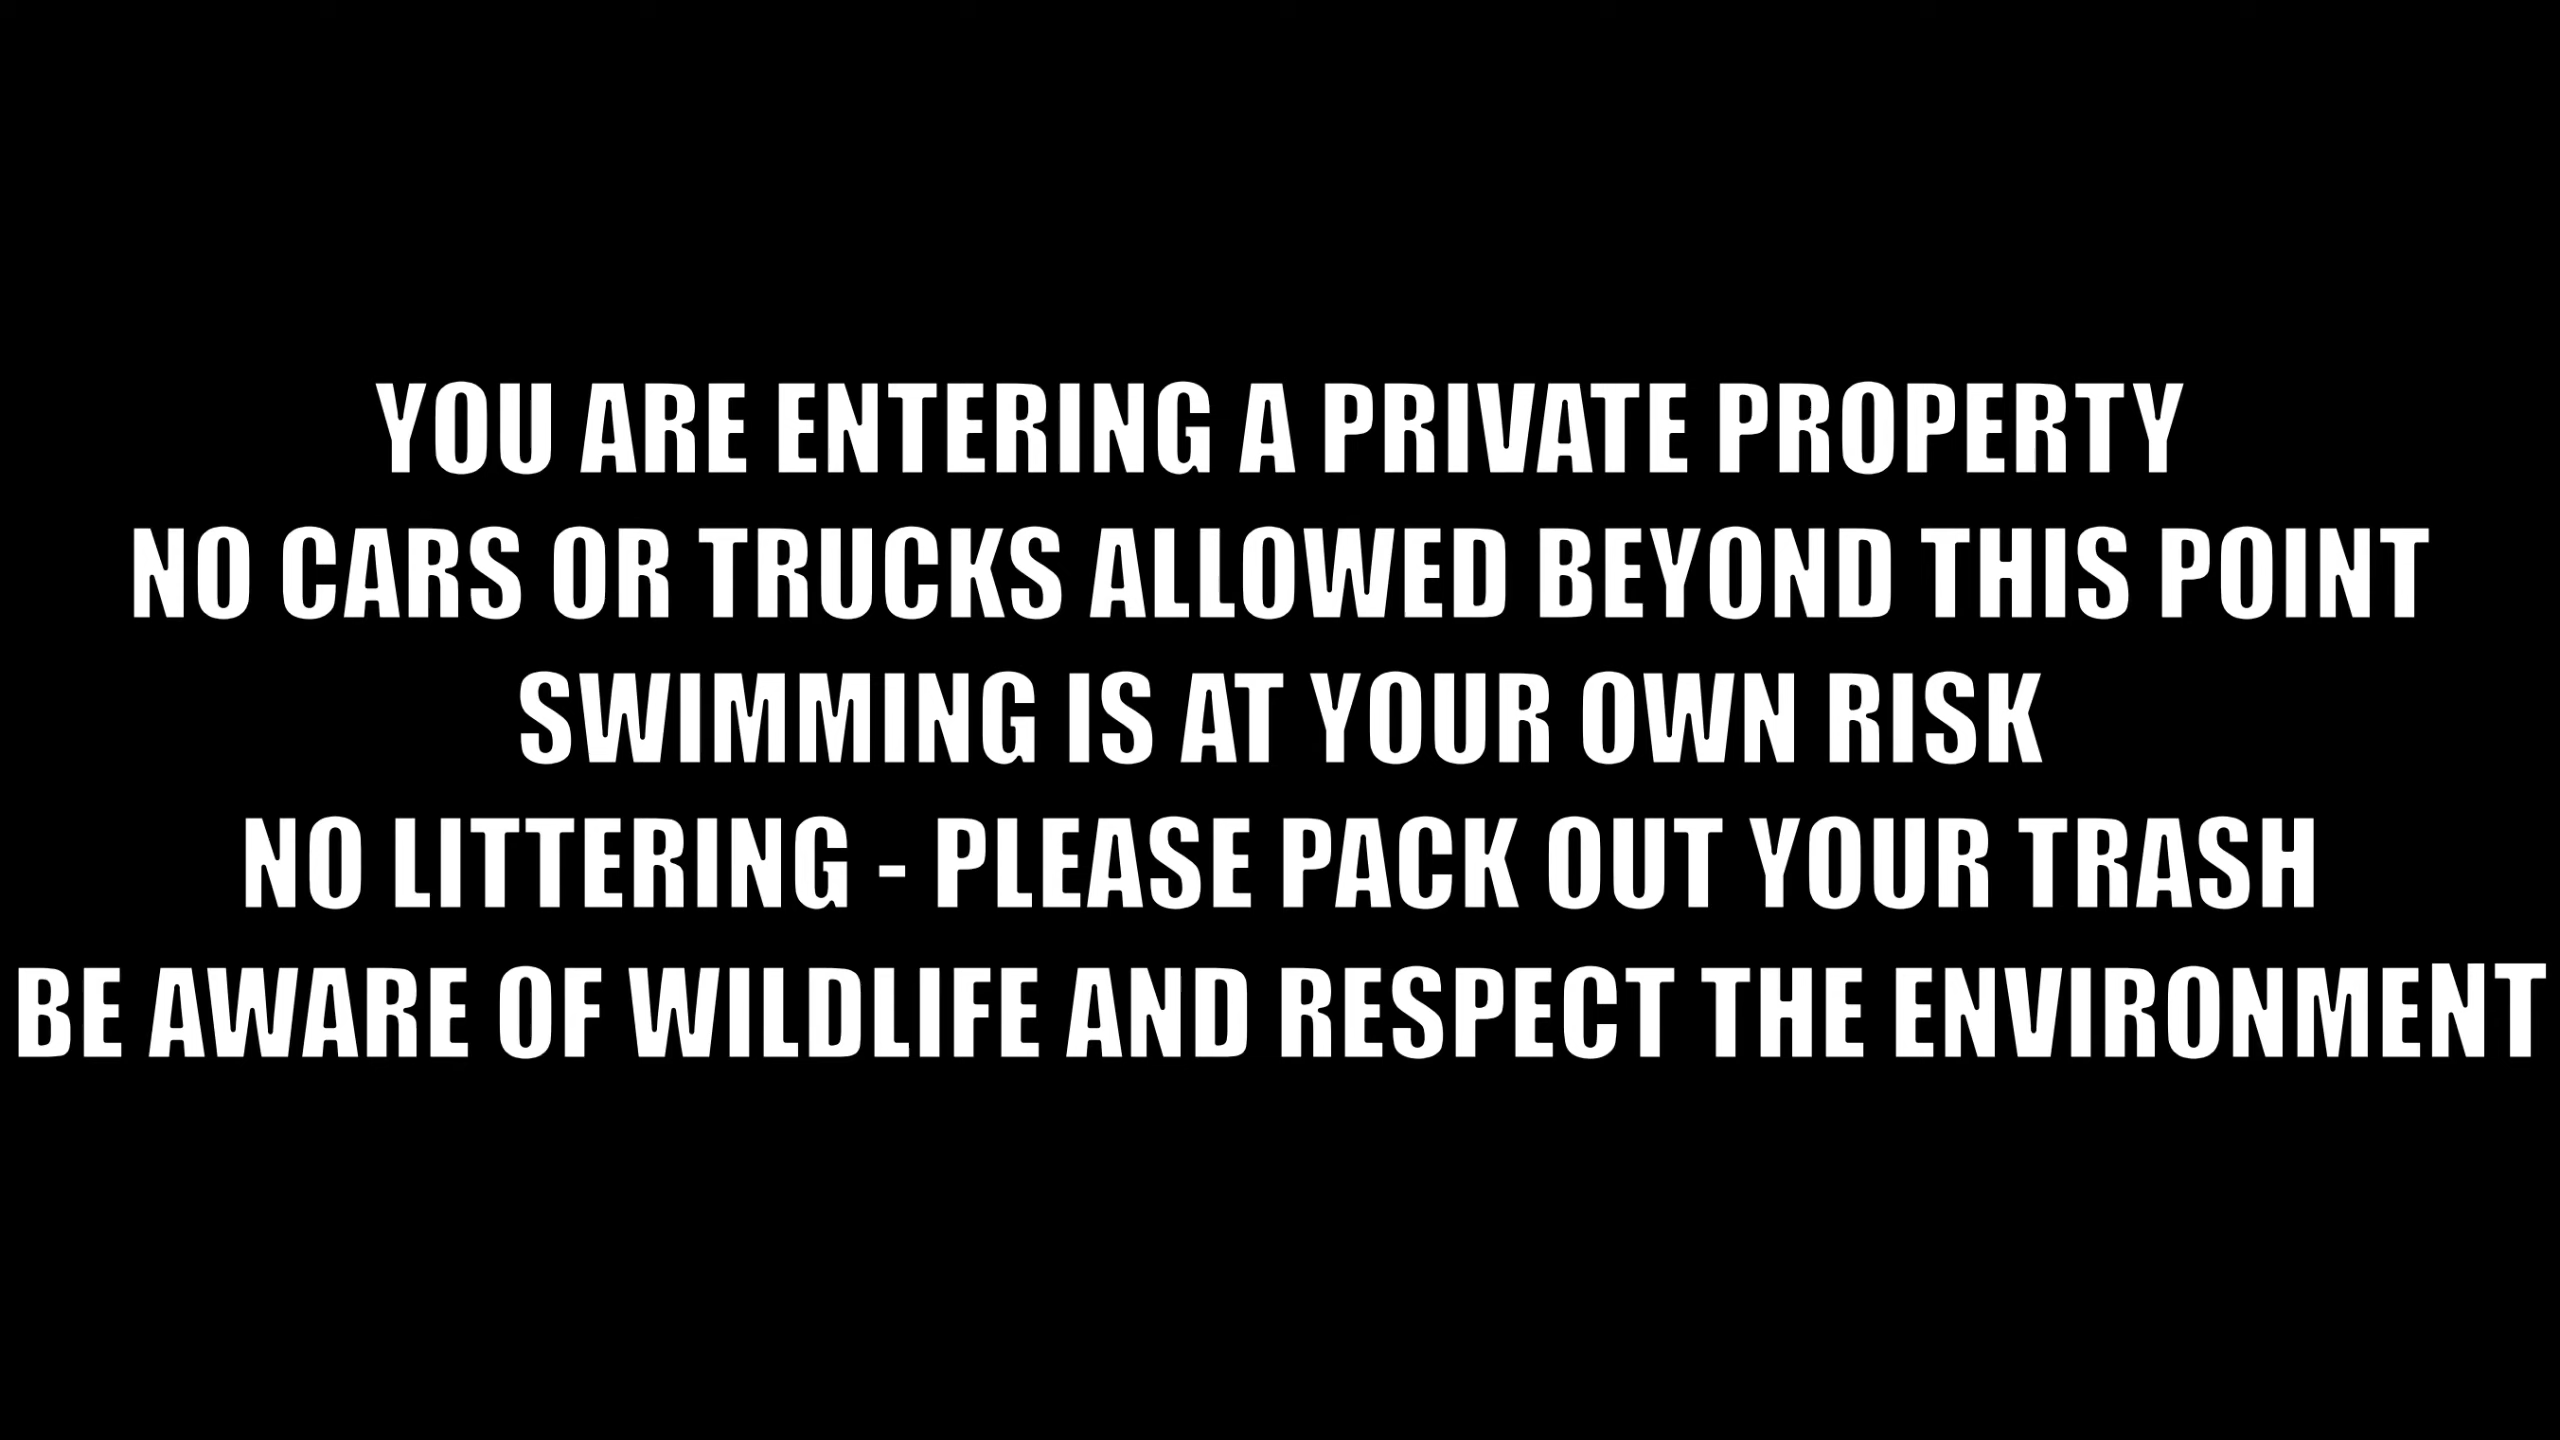 YOU ARE ENTERING A PRIVATE PROPERTY
NO CARS OR TRUCKS ALLOWED BEYOND THIS POINT
SWIMMING IS AT YOUR OWN RISK
NO LITTERING - PLEASE PACK OUT YOUR TRASH
BE AWARE OF WILDLIFE AND RESPECT THE ENVIRONMENT